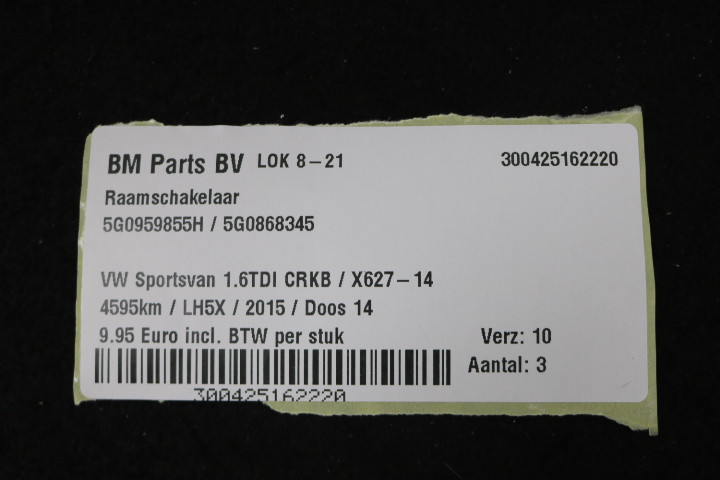 BM Parts BV LOK 8-21 300425162220
Raamschakelaar
5G0959855H / 5G0868345
VW Sportsvan 1.6TDI CRKB / X627-14
4595km / LH5X / 2015 / Doos 14
9.95 Euro incl. BTW per stuk Verz: 10
Aantal: 3
300425162220